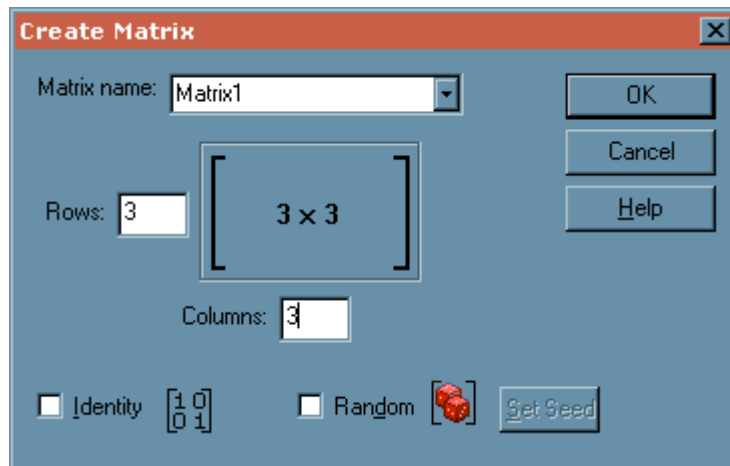 Create Matrix
Matrix name: Matrix1
OK
Cancel
Help
Rows: 3
3 × 3
Columns: 3
Identity
1 0
0 1
Random
Set Seed